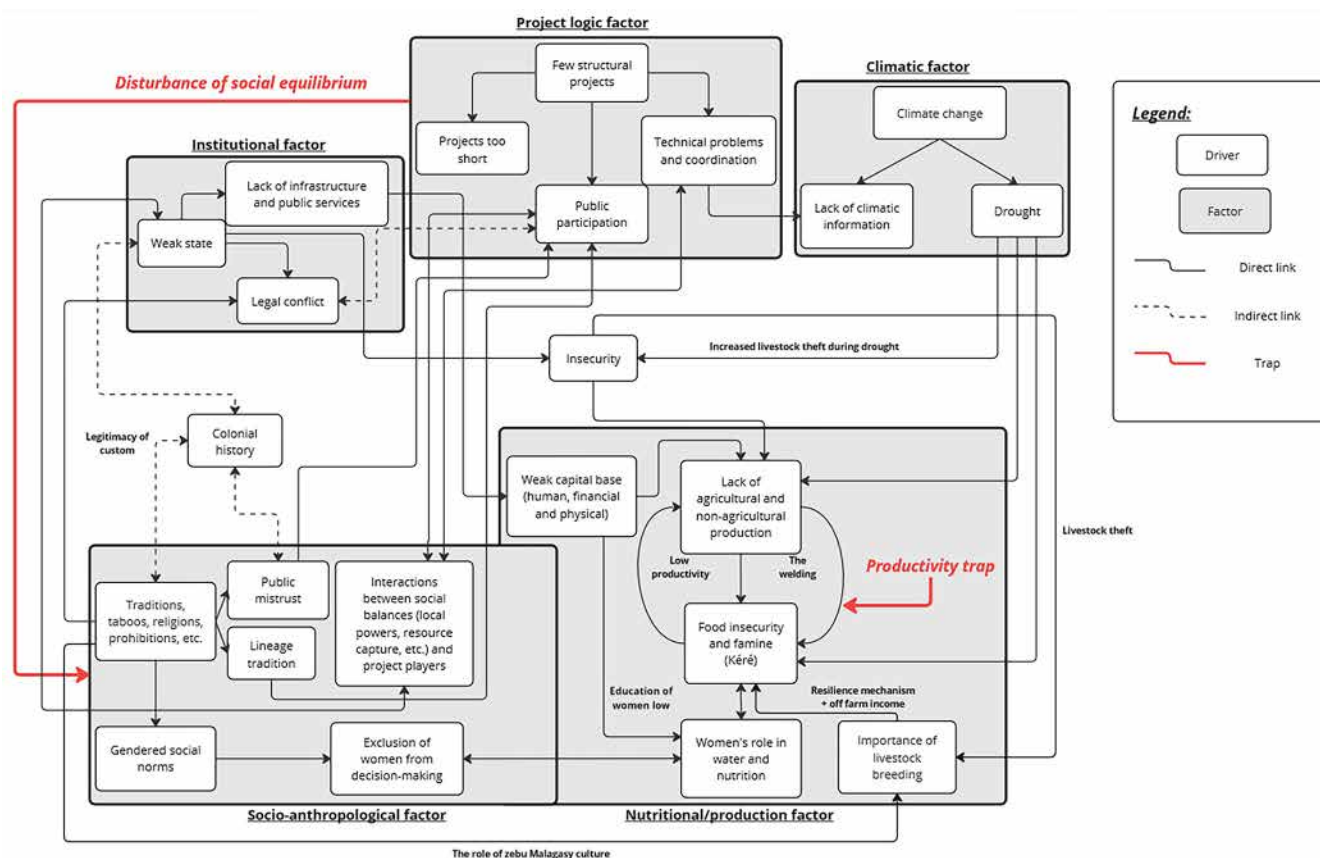 Project logic factor
Few structural
projects
Projects too
short
Technical problems
and coordination
Public
participation
Climatic factor
Climate change
Lack of climatic
information
Drought
Legend:
Driver
Factor
Direct link
Indirect link
Trap
Disturbance of social equilibrium
Institutional factor
Lack of infrastructure
and public services
Weak state
Legal conflict
Insecurity
Increased livestock theft during drought
Legitimacy of
custom
Colonial
history
Weak capital base
(human, financial
and physical)
Lack of
agricultural and
non-agricultural
production
Livestock theft
Low
productivity
The
welding
Productivity trap
Food insecurity
and famine
(Kéré)
Traditions,
taboos, religions,
prohibitions, etc.
Public
mistrust
Lineage
tradition
Interactions
between social
balances (local
powers, resource
capture, etc.) and
project players
Education of
women low
Resilience mechanism
+ off farm income
Gendered social
norms
Exclusion of
women from
decision-making
Women's role in
water and
nutrition
Importance of
livestock
breeding
Socio-anthropological factor
Nutritional/production factor
The role of zebu Malagasy culture